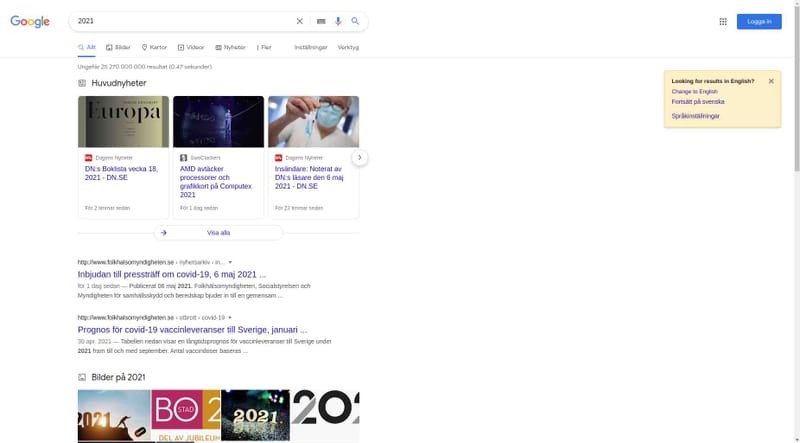 Google
2021
Logga in
Allt
Bilder
Kartor
Videor
Nyheter
Fler
Inställningar
Verktyg
Ungefär 25 270 000 000 resultat (0,47 sekunder)
Looking for results in English?
Change to English
Fortsätt på svenska
Språkinställningar
Huvudnyheter
Europa
Dagens Nyheter
DN:s Boklista vecka 18,
2021 - DN.SE
För 2 timmar sedan
SweClockers
AMD avtäcker
processorer och
grafikkort på Computex
2021
För 1 dag sedan
Dagens Nyheter
Insändare: Noterat av
DN:s läsare den 6 maj
2021 - DN.SE
För 23 timmar sedan
Visa alla
http://www.folkhalsomyndigheten.se › nyhetsarkiv › in...
Inbjudan till pressträff om covid-19, 6 maj 2021 ...
för 1 dag sedan — Publicerat 06 maj 2021. Folkhälsomyndigheten, Socialstyrelsen och
Myndigheten för samhällsskydd och beredskap bjuder in till en gemensam ...
http://www.folkhalsomyndigheten.se › utbrott › covid-19
Prognos för covid-19 vaccinleveranser till Sverige, januari ...
30 apr. 2021 — Tabellen nedan visar en långtidsprognos för vaccinleveranser till Sverige under
2021 fram till och med september. Antal vaccindoser baseras ...
Bilder på 2021
2021
BOSTAD
2
DEL AV JUBILEUM
2021
202